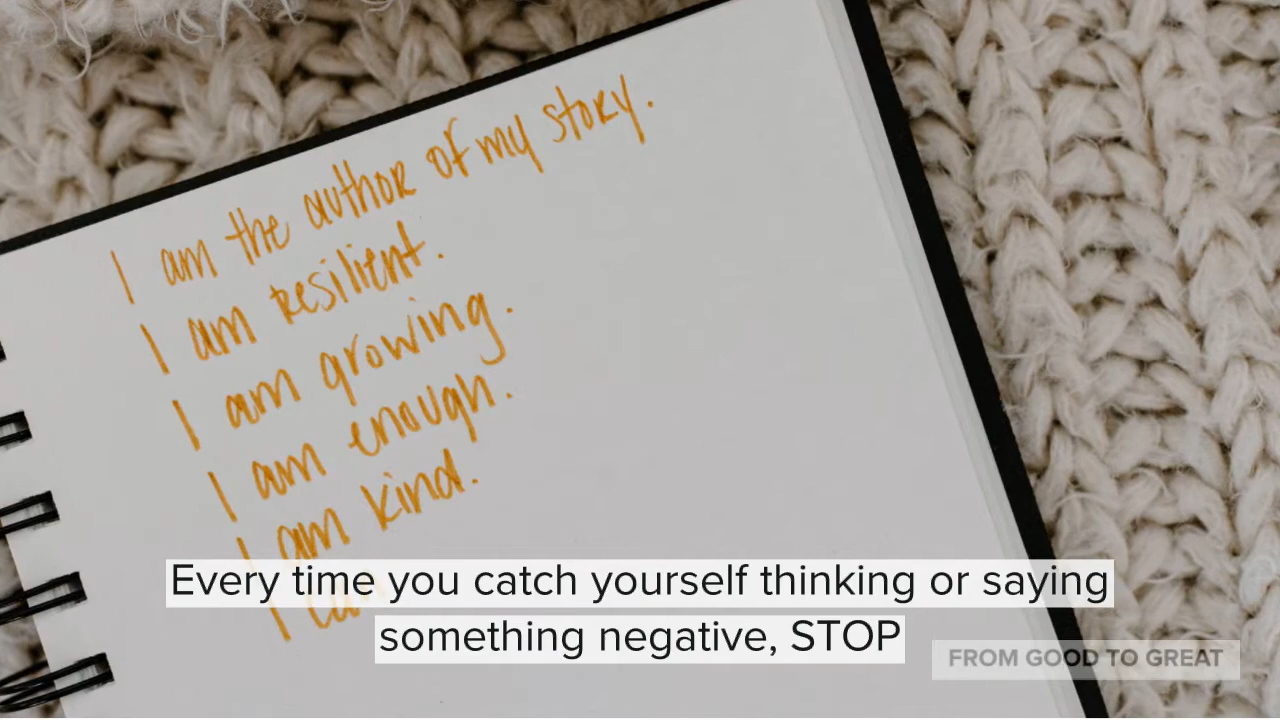 I am the author of my story.
I am resilient.
I am growing.
I am enough.
I am kind.
I
Every time you catch yourself thinking or saying
something negative, STOP
FROM GOOD TO GREAT